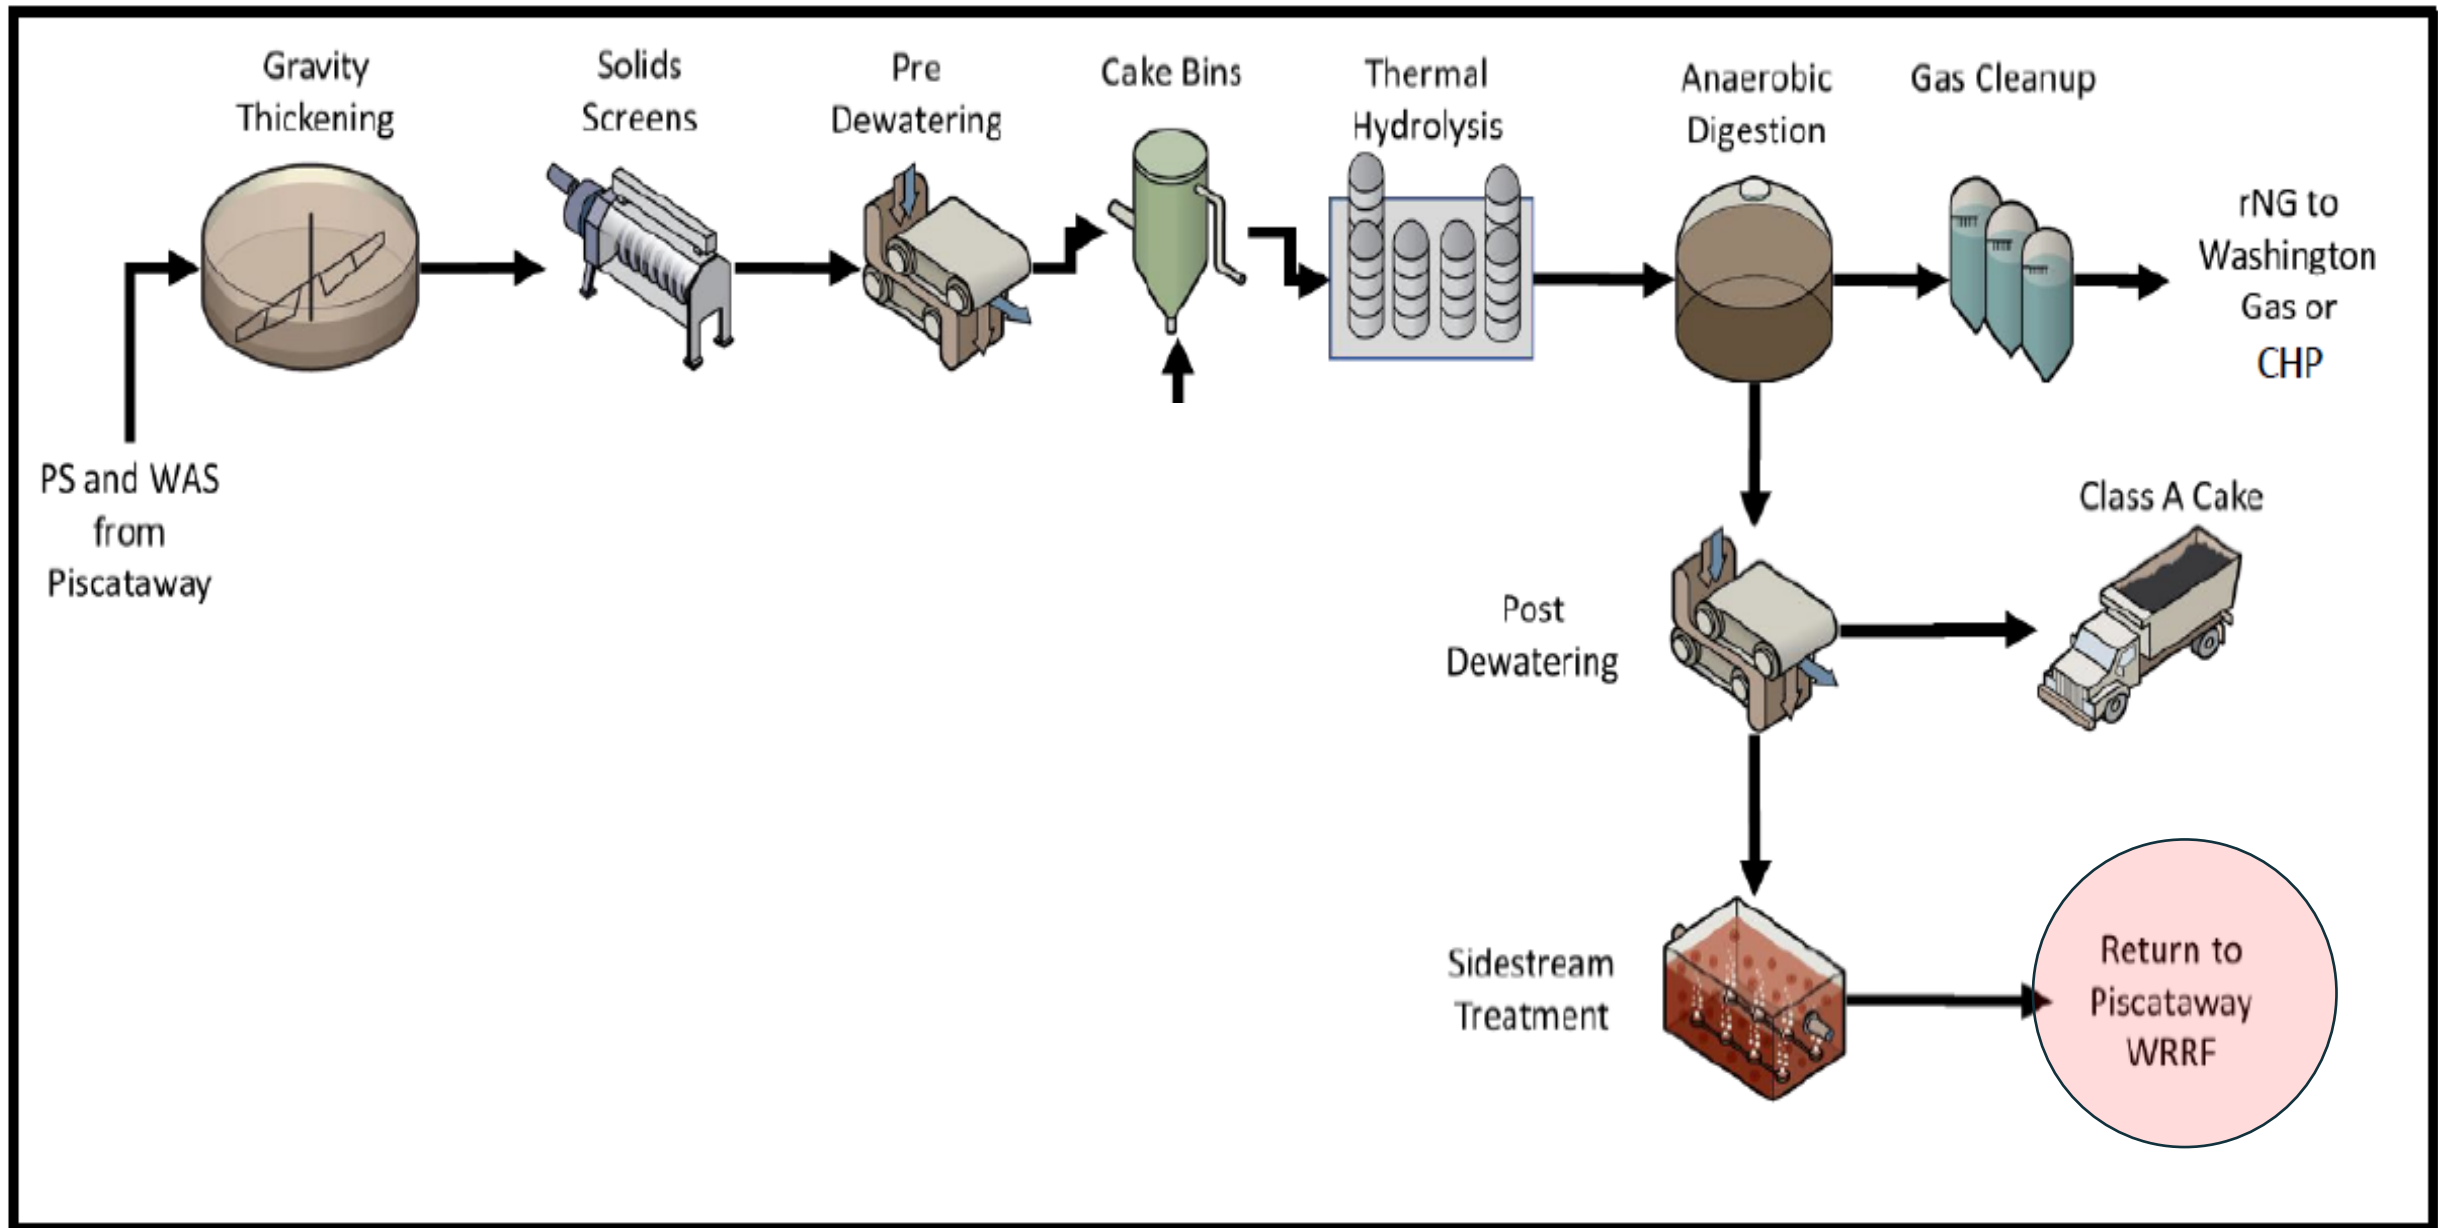 Gravity
Thickening
Solids
Screens
Pre
Dewatering
Cake Bins
Thermal
Hydrolysis
Anaerobic
Digestion
Gas Cleanup
rNG to
Washington
Gas or
CHP
PS and WAS
from
Piscataway
Class A Cake
Post
Dewatering
Sidestream
Treatment
Return to
Piscataway
WRRF